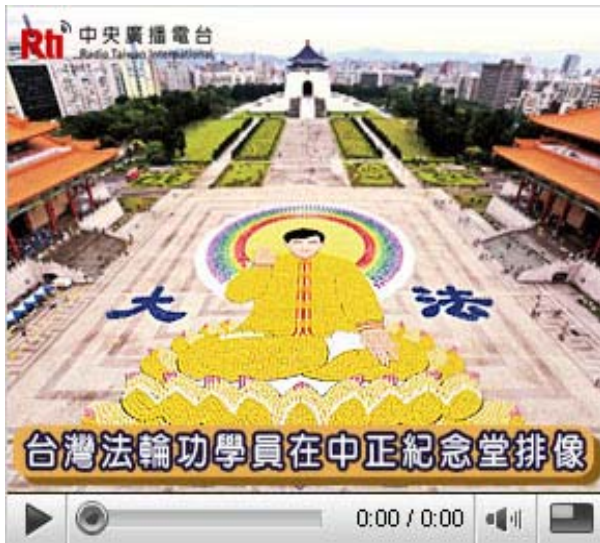 Rti 中央廣播電台
Radio Taiwan International
大法
台灣法輪功學員在中正紀念堂排像
0:00 / 0:00